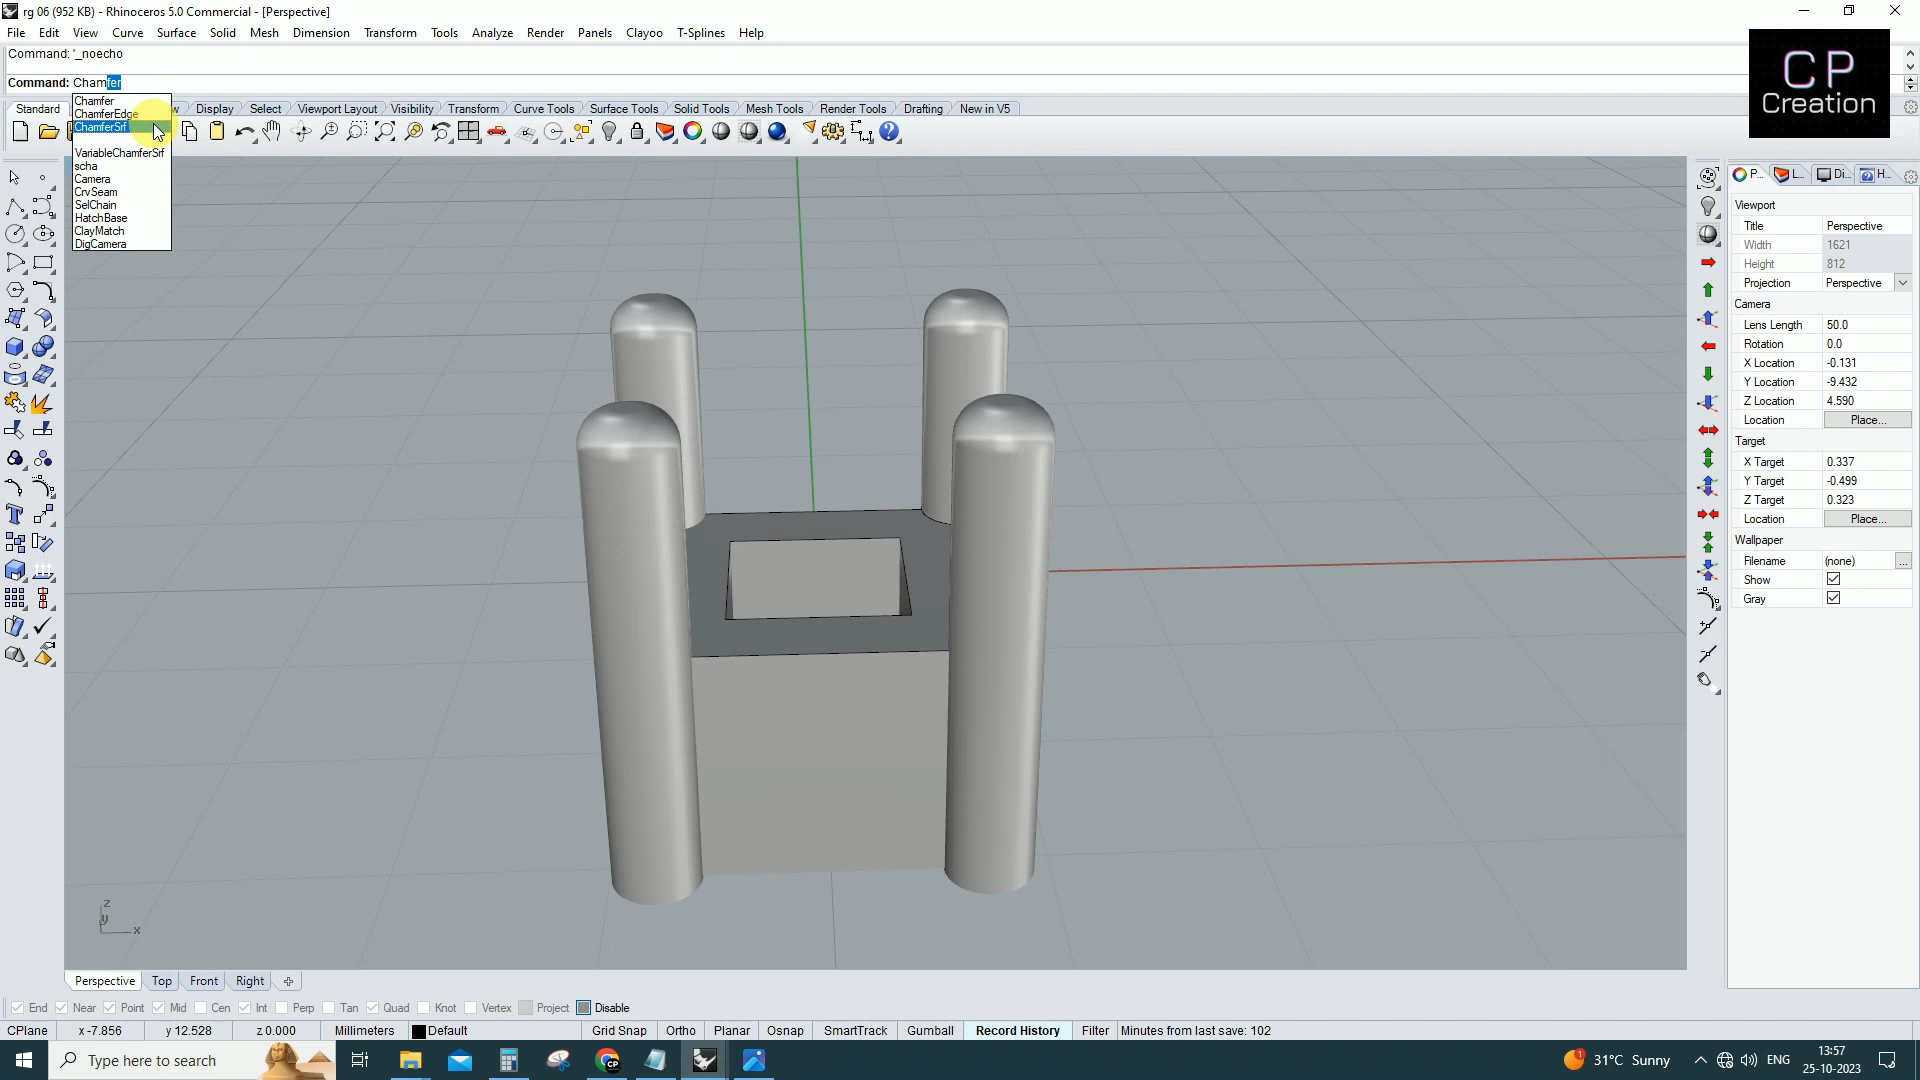 rg 06 (952 KB) - Rhinoceros 5.0 Commercial - [Perspective]
File Edit View Curve Surface Solid Mesh Dimension Transform Tools Analyze Render Panels Clayoo T-Splines Help
Command: '_noecho
Command: Chamfer
Chamfer
ChamferEdge
ChamferSrf
VariableChamferSrf
scha
Camera
CrvSeam
SelChain
HatchBase
ClayMatch
DigCamera
Standard Display Select Viewport Layout Visibility Transform Curve Tools Surface Tools Solid Tools Mesh Tools Render Tools Drafting New in V5
CP
Creation
P... L... Di... H...
Viewport
Title Perspective
Width 1621
Height 812
Projection Perspective
Camera
Lens Length 50.0
Rotation 0.0
X Location -0.131
Y Location -9.432
Z Location 4.590
Location Place...
Target
X Target 0.337
Y Target -0.499
Z Target 0.323
Location Place...
Wallpaper
Filename (none) ...
Show
Gray
z
y
x
Perspective Top Front Right
End Near Point Mid Cen Int Perp Tan Quad Knot Vertex Project Disable
CPlane x -7.856 y 12.528 z 0.000 Millimeters Default Grid Snap Ortho Planar Osnap SmartTrack Gumball Record History Filter Minutes from last save: 102
Type here to search
CP
1
31°C Sunny
ENG
13:57
25-10-2023